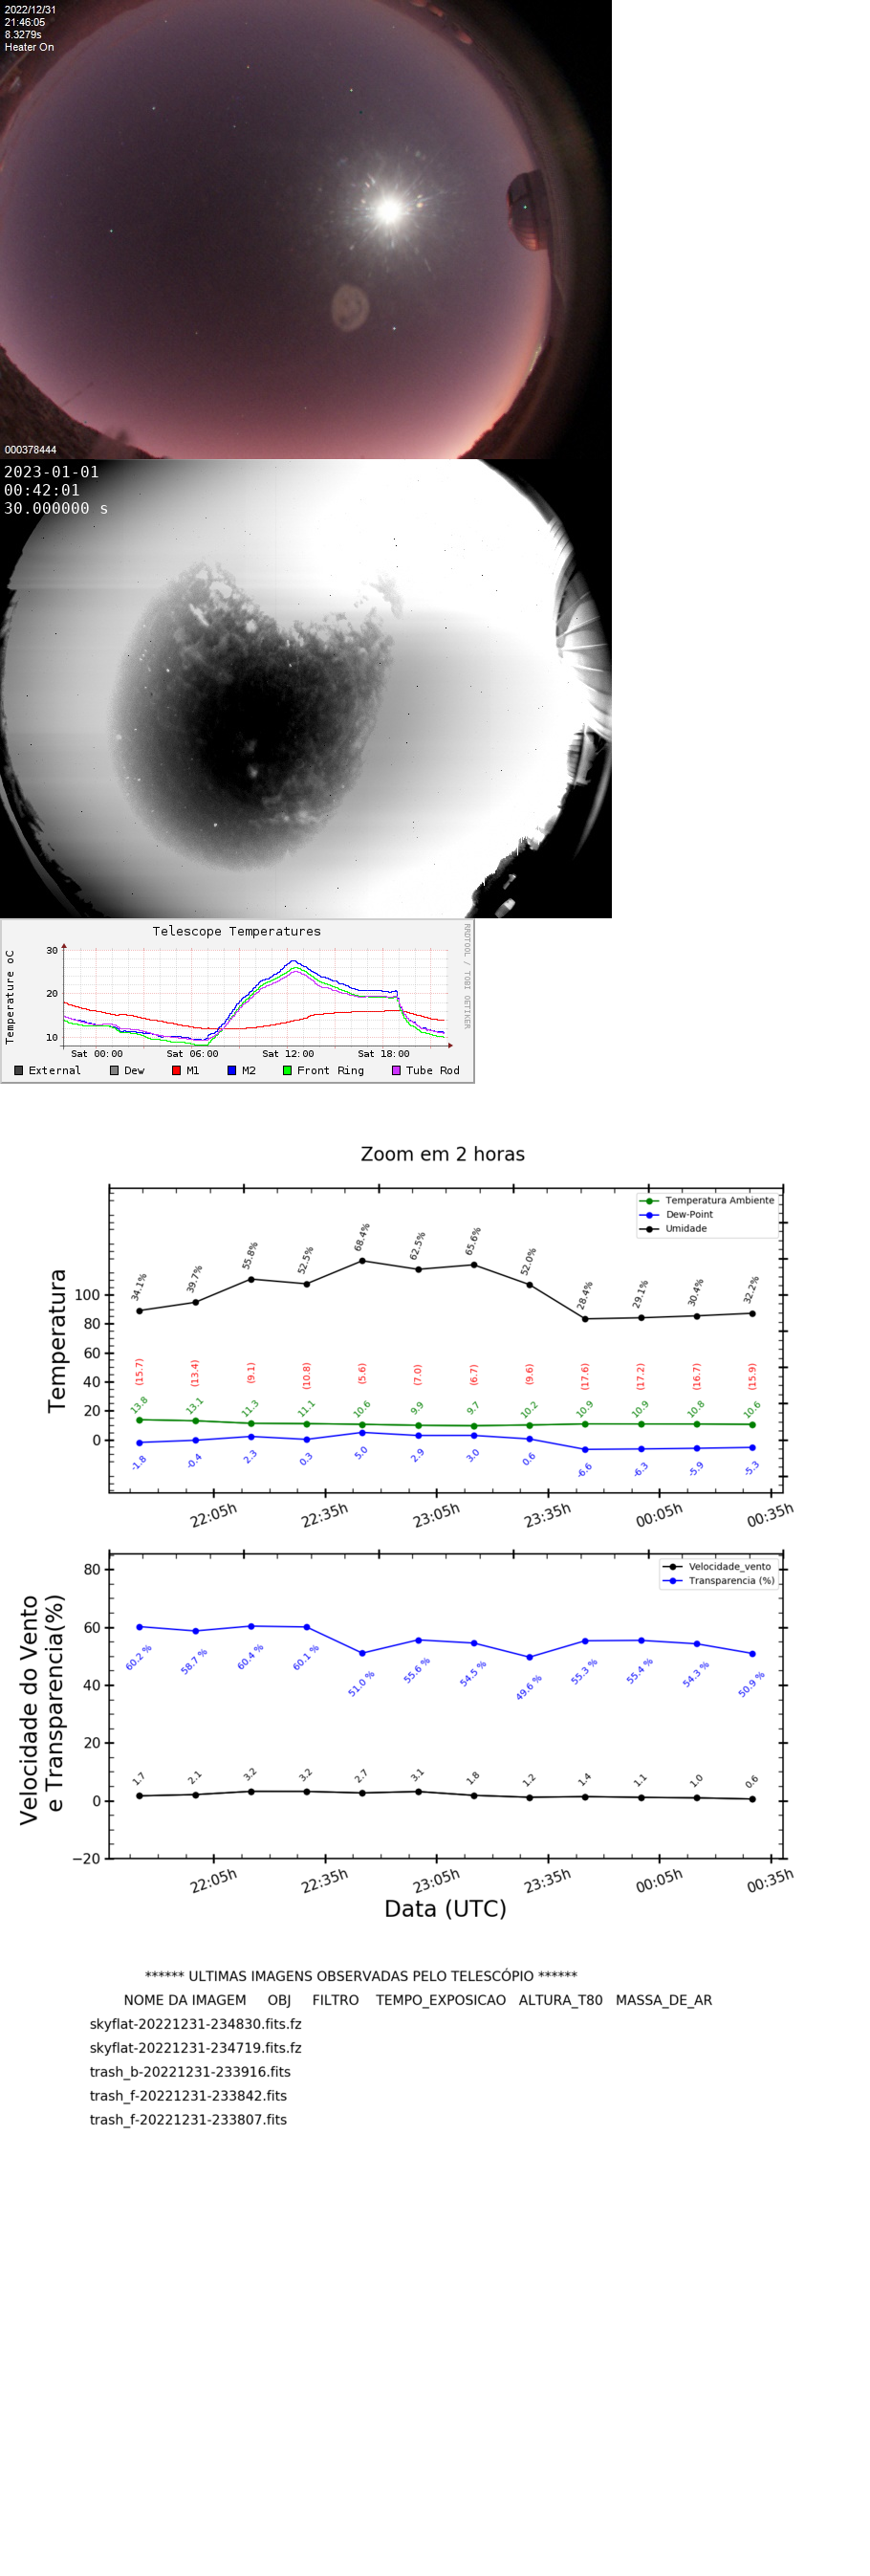 2022/12/31
21:46:05
8.3279s
Heater On
000378444
2023-01-01
00:42:01
30.000000 s
Telescope Temperatures
RRDTOOL / TOBI OETIKER
Temperature oC
30
20
10
Sat 00:00 Sat 06:00 Sat 12:00 Sat 18:00
External Dew M1 M2 Front Ring Tube Rod
Zoom em 2 horas
Temperatura Ambiente
Dew-Point
Umidade
Temperatura
100
80
60
40
20
0
34.1% 39.7% 55.8% 52.5% 68.4% 62.5% 65.6% 52.0% 28.4% 29.1% 30.4% 32.2%
(15.7) (13.4) (9.1) (10.8) (5.6) (7.0) (6.7) (9.6) (17.6) (17.2) (16.7) (15.9)
13.8 13.1 11.3 11.1 10.6 9.9 9.7 10.2 10.9 10.9 10.8 10.6
-1.8 -0.4 2.3 0.3 5.0 2.9 3.0 0.6 -6.6 -6.3 -5.9 -5.3
22:05h 22:35h 23:05h 23:35h 00:05h 00:35h
Velocidade_vento
Transparencia (%)
Velocidade do Vento
e Transparencia(%)
80
60
40
20
0
−20
60.2 % 58.7 % 60.4 % 60.1 % 51.0 % 55.6 % 54.5 % 49.6 % 55.3 % 55.4 % 54.3 % 50.9 %
1.7 2.1 3.2 3.2 2.7 3.1 1.8 1.2 1.4 1.1 1.0 0.6
22:05h 22:35h 23:05h 23:35h 00:05h 00:35h
Data (UTC)
****** ULTIMAS IMAGENS OBSERVADAS PELO TELESCÓPIO ******
NOME DA IMAGEM OBJ FILTRO TEMPO_EXPOSICAO ALTURA_T80 MASSA_DE_AR
skyflat-20221231-234830.fits.fz
skyflat-20221231-234719.fits.fz
trash_b-20221231-233916.fits
trash_f-20221231-233842.fits
trash_f-20221231-233807.fits